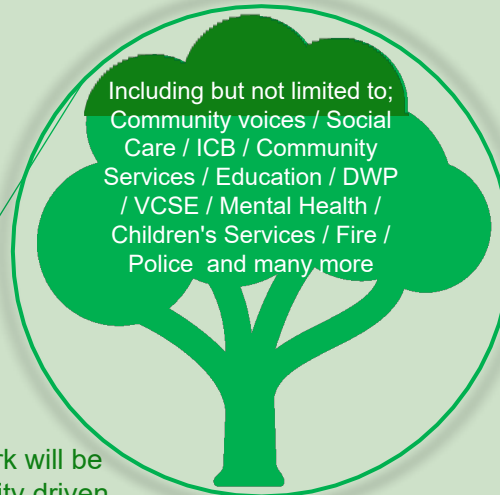 Including but not limited to;
Community voices / Social
Care / ICB / Community
Services / Education / DWP
/ VCSE / Mental Health /
Children's Services / Fire /
Police  and many more
will be
driven